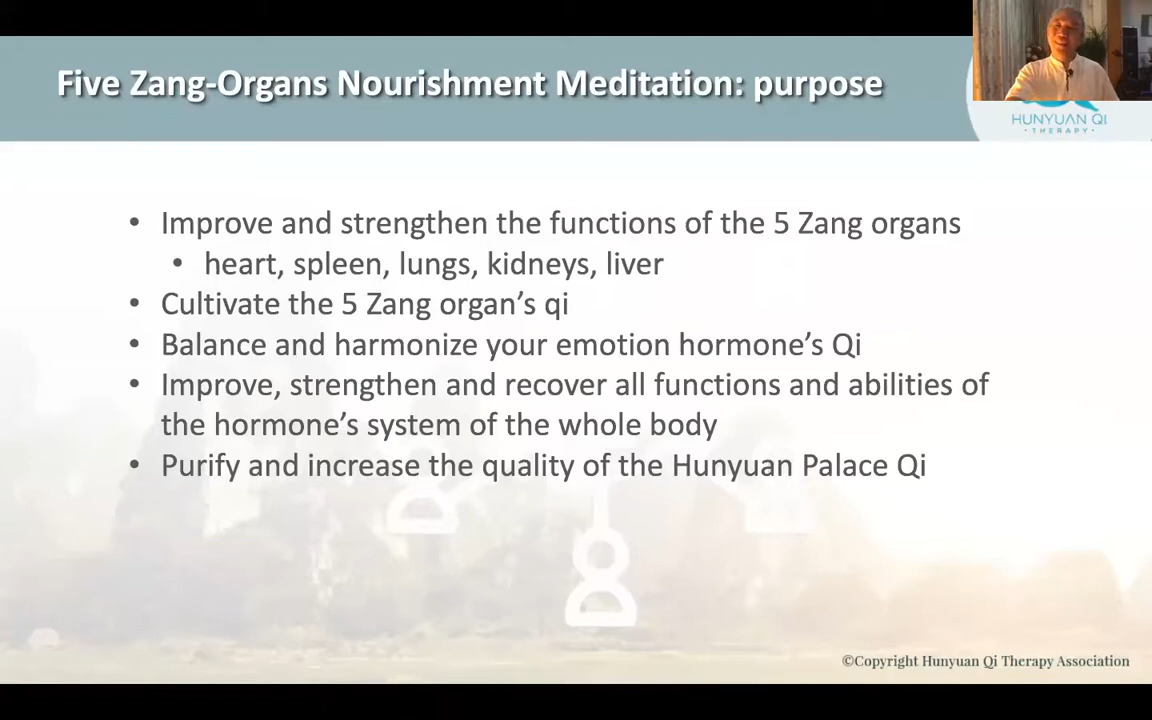 Five Zang-Organs Nourishment Meditation: purpose
HUNYUAN QI
• THERAPY •
• Improve and strengthen the functions of the 5 Zang organs
• heart, spleen, lungs, kidneys, liver
• Cultivate the 5 Zang organ’s qi
• Balance and harmonize your emotion hormone’s Qi
• Improve, strengthen and recover all functions and abilities of
the hormone’s system of the whole body
• Purify and increase the quality of the Hunyuan Palace Qi
©Copyright Hunyuan Qi Therapy Association